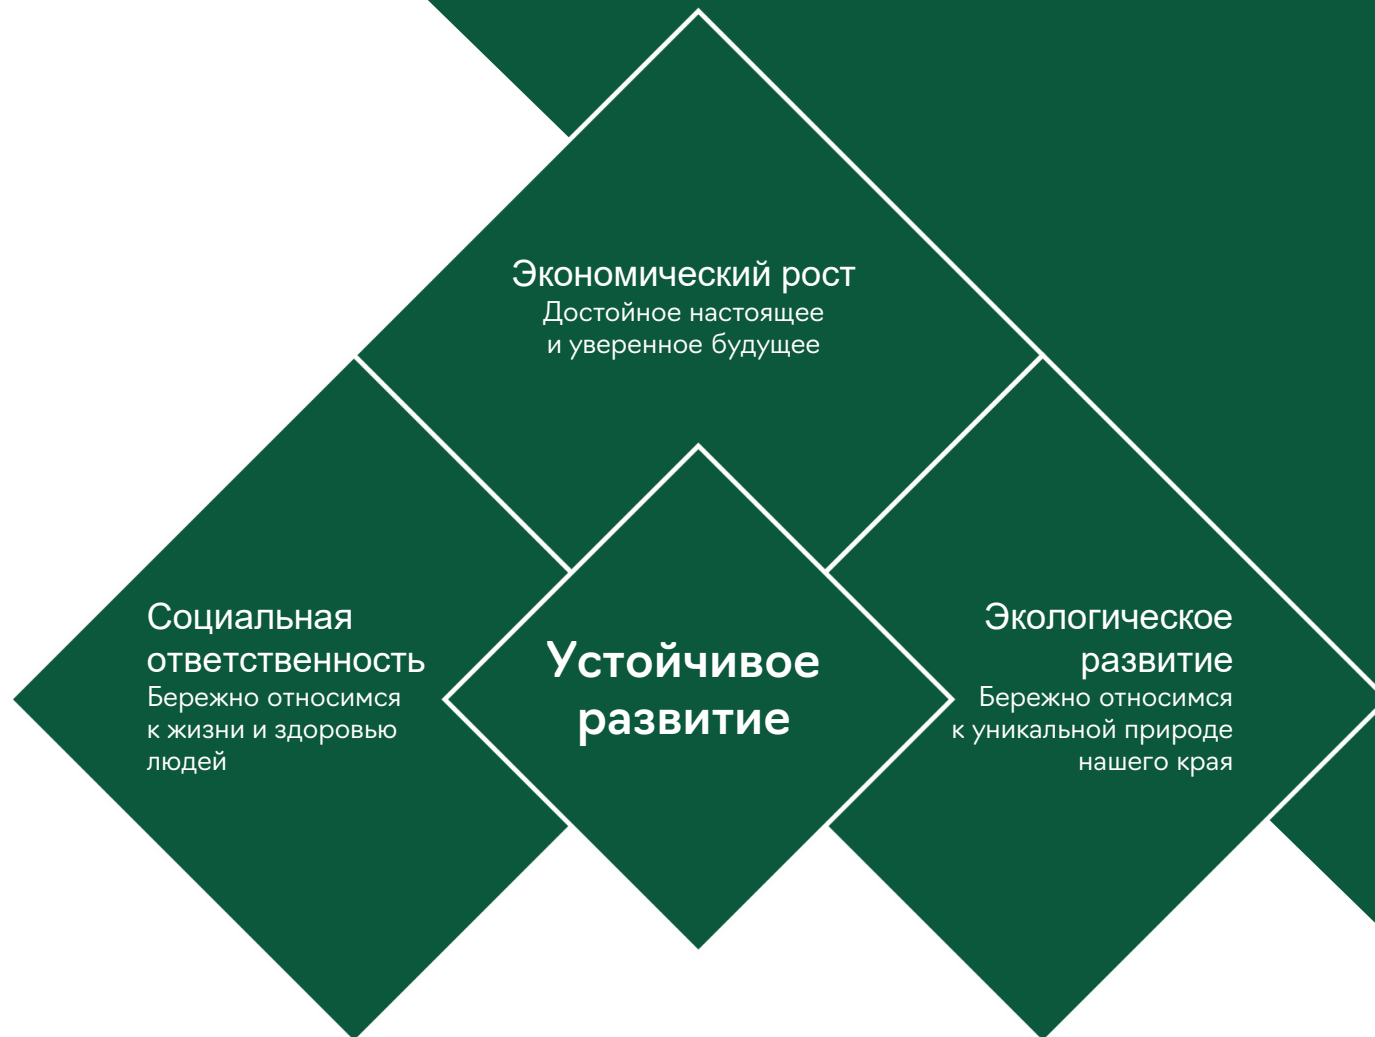 Экономический рост
Достойное настоящее
и уверенное будущее
Социальная
ответственность
Бережно относимся
к жизни и здоровью
людей
Устойчивое
развитие
Экологическое
развитие
Бережно относимся
к уникальной природе
нашего края